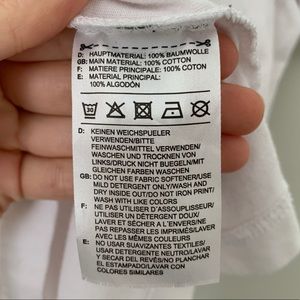 D: HAUPTMATERIAL: 100% BAUMWOLLE
GB: MAIN MATERIAL: 100% COTTON
F: MATIERE PRINCIPALE: 100% COTON
E: MATERIAL PRINCIPAL:
100% ALGODÓN
30
D: KEINEN WEICHSPUELER
VERWENDEN/BITTE
FEINWASCHMITTEL VERWENDEN/
WASCHEN UND TROCKNEN VON
LINKS/DRUCK NICHT BUEGELN/MIT
GLEICHEN FARBEN WASCHEN
GB: DO NOT USE FABRIC SOFTENER/USE
MILD DETERGENT ONLY/WASH AND
DRY INSIDE OUT/DO NOT IRON PRINT/
WASH WITH LIKE COLORS
F: NE PAS UTILISER D'ASSOUPLISSEUR/
UTILISER UN DETERGENT DOUX/
LAVER ET SÉCHER A L'ENVERS/NE
PAS REPASSER LES IMPRIMÉS/LAVER
AVEC LES MÊMES COULEURS
E: NO USAR SUAVIZANTES TEXTILES/
USAR DETERGENTE NEUTRO/LAVAR
Y SECAR DEL REVÉS/NO PLANCHAR
EL ESTAMPADO/LAVAR CON
COLORES SIMILARES